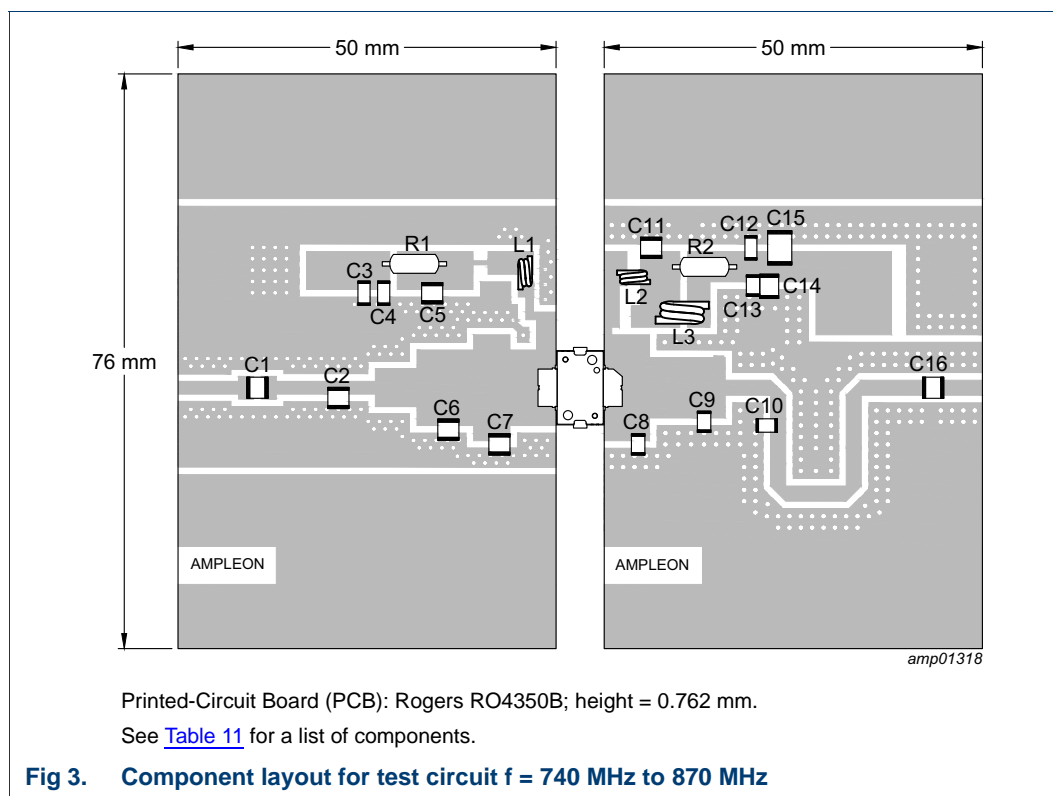 50 mm
50 mm
76 mm
C11
C12
C15
R1
L1
R2
C3
C4
C5
L2
C13
C14
L3
C1
C2
C16
C6
C7
C8
C9
C10
AMPLEON
AMPLEON
amp01318
Printed-Circuit Board (PCB): Rogers RO4350B; height = 0.762 mm.
See Table 11 for a list of components.
Fig 3. Component layout for test circuit f = 740 MHz to 870 MHz